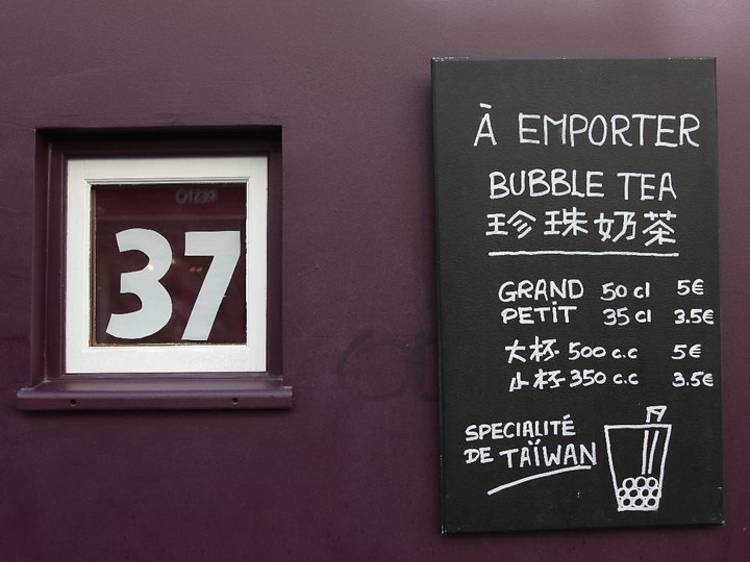 37
À EMPORTER
BUBBLE TEA
珍珠奶茶
GRAND 50 cl 5€
PETIT 35 cl 3.5€
大杯 500 c.c 5€
小杯 350 c.c 3.5€
SPECIALITÉ
DE TAÏWAN